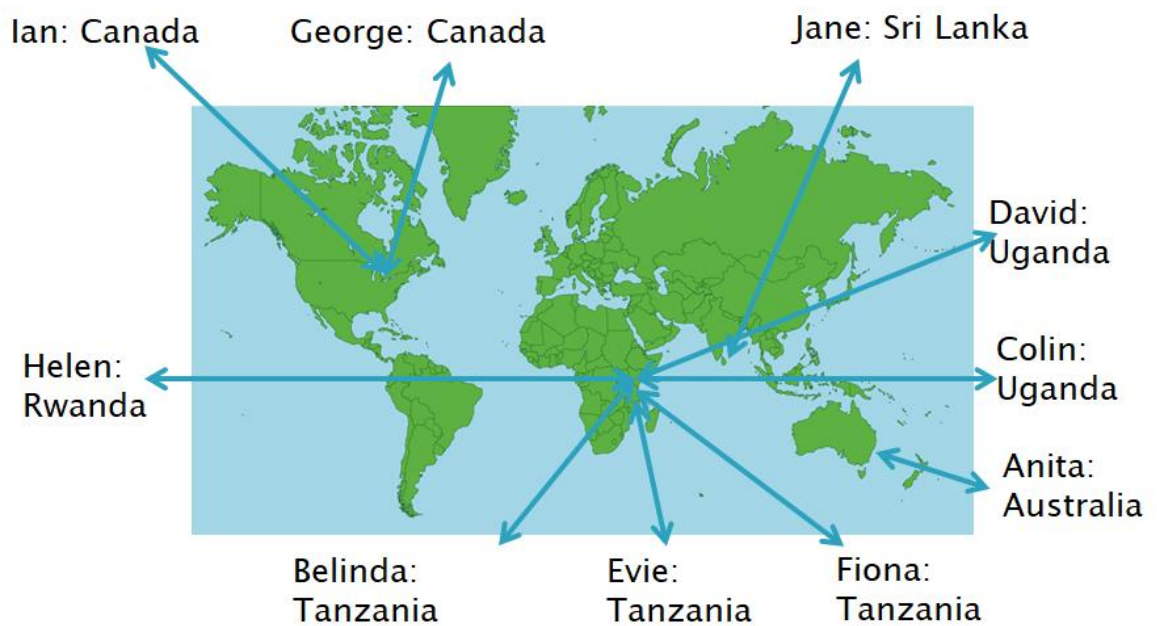 Ian: Canada
George: Canada
Jane: Sri Lanka
David:
Uganda
Helen:
Rwanda
Colin:
Uganda
Anita:
Australia
Belinda:
Tanzania
Evie:
Tanzania
Fiona:
Tanzania